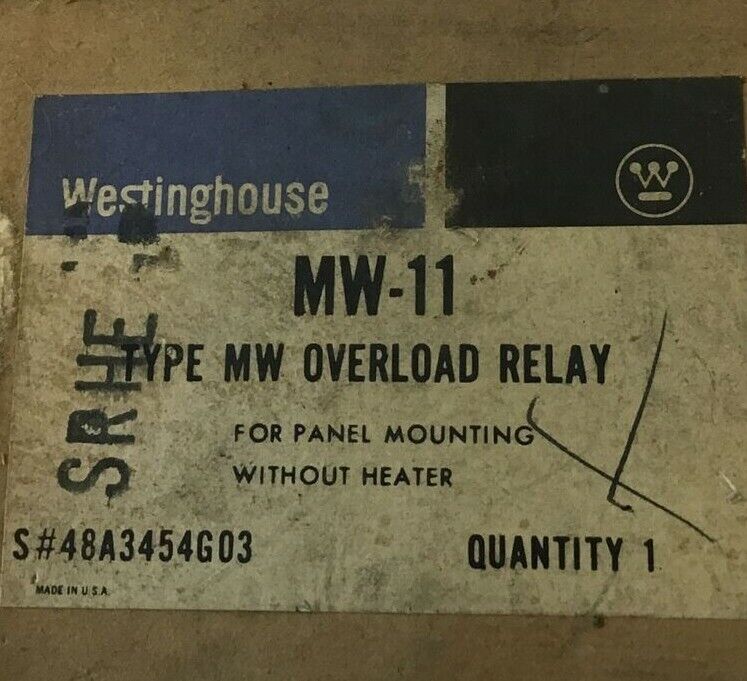 Westinghouse
W
MW-11
TYPE MW OVERLOAD RELAY
FOR PANEL MOUNTING
WITHOUT HEATER
S#48A3454G03
QUANTITY 1
MADE IN U.S.A.
SRHE